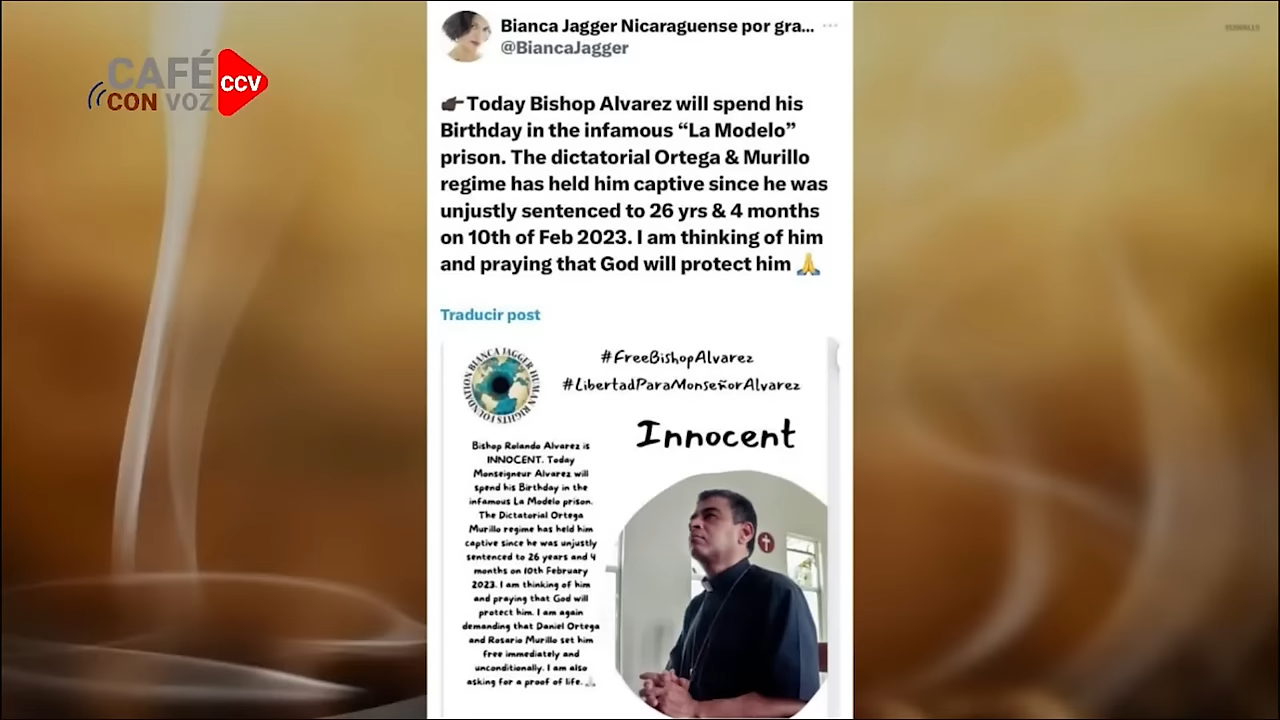 CAFÉ
CON VOZ
CCV
Bianca Jagger Nicaraguense por gra...
@BiancaJagger
Today Bishop Alvarez will spend his
Birthday in the infamous “La Modelo”
prison. The dictatorial Ortega & Murillo
regime has held him captive since he was
unjustly sentenced to 26 yrs & 4 months
on 10th of Feb 2023. I am thinking of him
and praying that God will protect him 🙏
Traducir post
BIANCA JAGGER HUMAN RIGHTS FOUNDATION
#FreeBishopAlvarez
#LibertadParaMonseñorAlvarez
Innocent
Bishop Rolando Alvarez is
INNOCENT. Today
Monseigneur Alvarez will
spend his Birthday in the
infamous La Modelo prison.
The Dictatorial Ortega
Murillo regime has held him
captive since he was unjustly
sentenced to 26 years and 4
months on 10th February
2023. I am thinking of him
and praying that God will
protect him. I am again
demanding that Daniel Ortega
and Rosario Murillo set him
free immediately and
unconditionally. I am also
asking for a proof of life.🙏